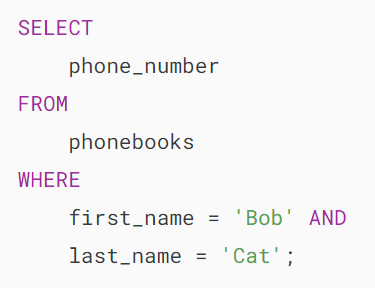 SELECT
    phone_number
FROM
    phonebooks
WHERE
    first_name = 'Bob' AND
    last_name = 'Cat';